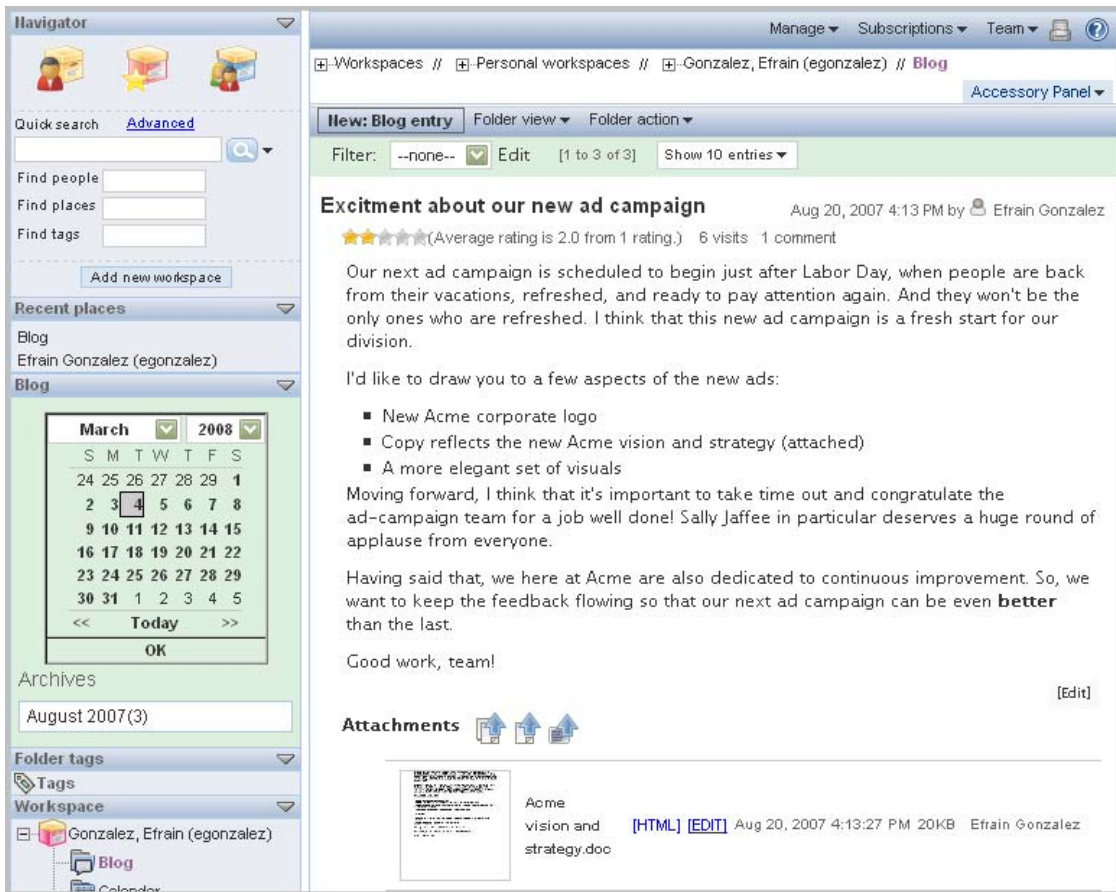 Navigator
Quick search Advanced
Find people
Find places
Find tags
Add new workspace
Recent places
Blog
Efrain Gonzalez (egonzalez)
Blog
March 2008
S M T W T F S
24 25 26 27 28 29 1
2 3 4 5 6 7 8
9 10 11 12 13 14 15
16 17 18 19 20 21 22
23 24 25 26 27 28 29
30 31 1 2 3 4 5
<< Today >>
OK
Archives
August 2007(3)
Folder tags
Tags
Workspace
Gonzalez, Efrain (egonzalez)
Blog
Calendar
Manage Subscriptions Team ?
Workspaces // Personal workspaces // Gonzalez, Efrain (egonzalez) // Blog
Accessory Panel
New: Blog entry Folder view Folder action
Filter: --none-- Edit [1 to 3 of 3] Show 10 entries
Excitment about our new ad campaign Aug 20, 2007 4:13 PM by Efrain Gonzalez
(Average rating is 2.0 from 1 rating.) 6 visits 1 comment
Our next ad campaign is scheduled to begin just after Labor Day, when people are back
from their vacations, refreshed, and ready to pay attention again. And they won't be the
only ones who are refreshed. I think that this new ad campaign is a fresh start for our
division.
I'd like to draw you to a few aspects of the new ads:
▪ New Acme corporate logo
▪ Copy reflects the new Acme vision and strategy (attached)
▪ A more elegant set of visuals
Moving forward, I think that it's important to take time out and congratulate the
ad-campaign team for a job well done! Sally Jaffee in particular deserves a huge round of
applause from everyone.
Having said that, we here at Acme are also dedicated to continuous improvement. So, we
want to keep the feedback flowing so that our next ad campaign can be even better
than the last.
Good work, team!
[Edit]
Attachments
Acme
vision and [HTML] [EDIT] Aug 20, 2007 4:13:27 PM 20KB Efrain Gonzalez
strategy.doc